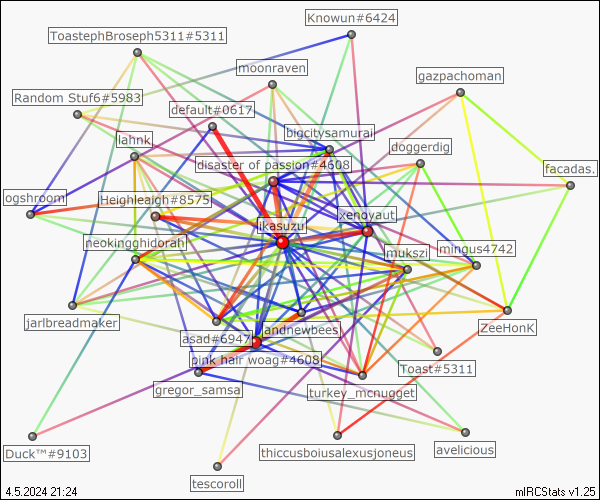 Knowun#6424
ToastephBroseph5311#5311
moonraven
gazpachoman
Random Stuf6#5983
default#0617
bigcitysamurai
lahnk
doggerdig
disaster of passion#4608
facadas.
ogshroom
Heighleaigh#8575
xenoyaut
ikasuzu
neokingghidorah
mukszi
mingus4742
jarlbreadmaker
landnewbees
ZeeHonK
asad#6947
pink hair woag#4608
Toast#5311
gregor_samsa
turkey_mcnugget
Duck™#9103
thiccusboiusalexusjoneus
avelicious
tescoroll
4.5.2024 21:24
mIRCStats v1.25